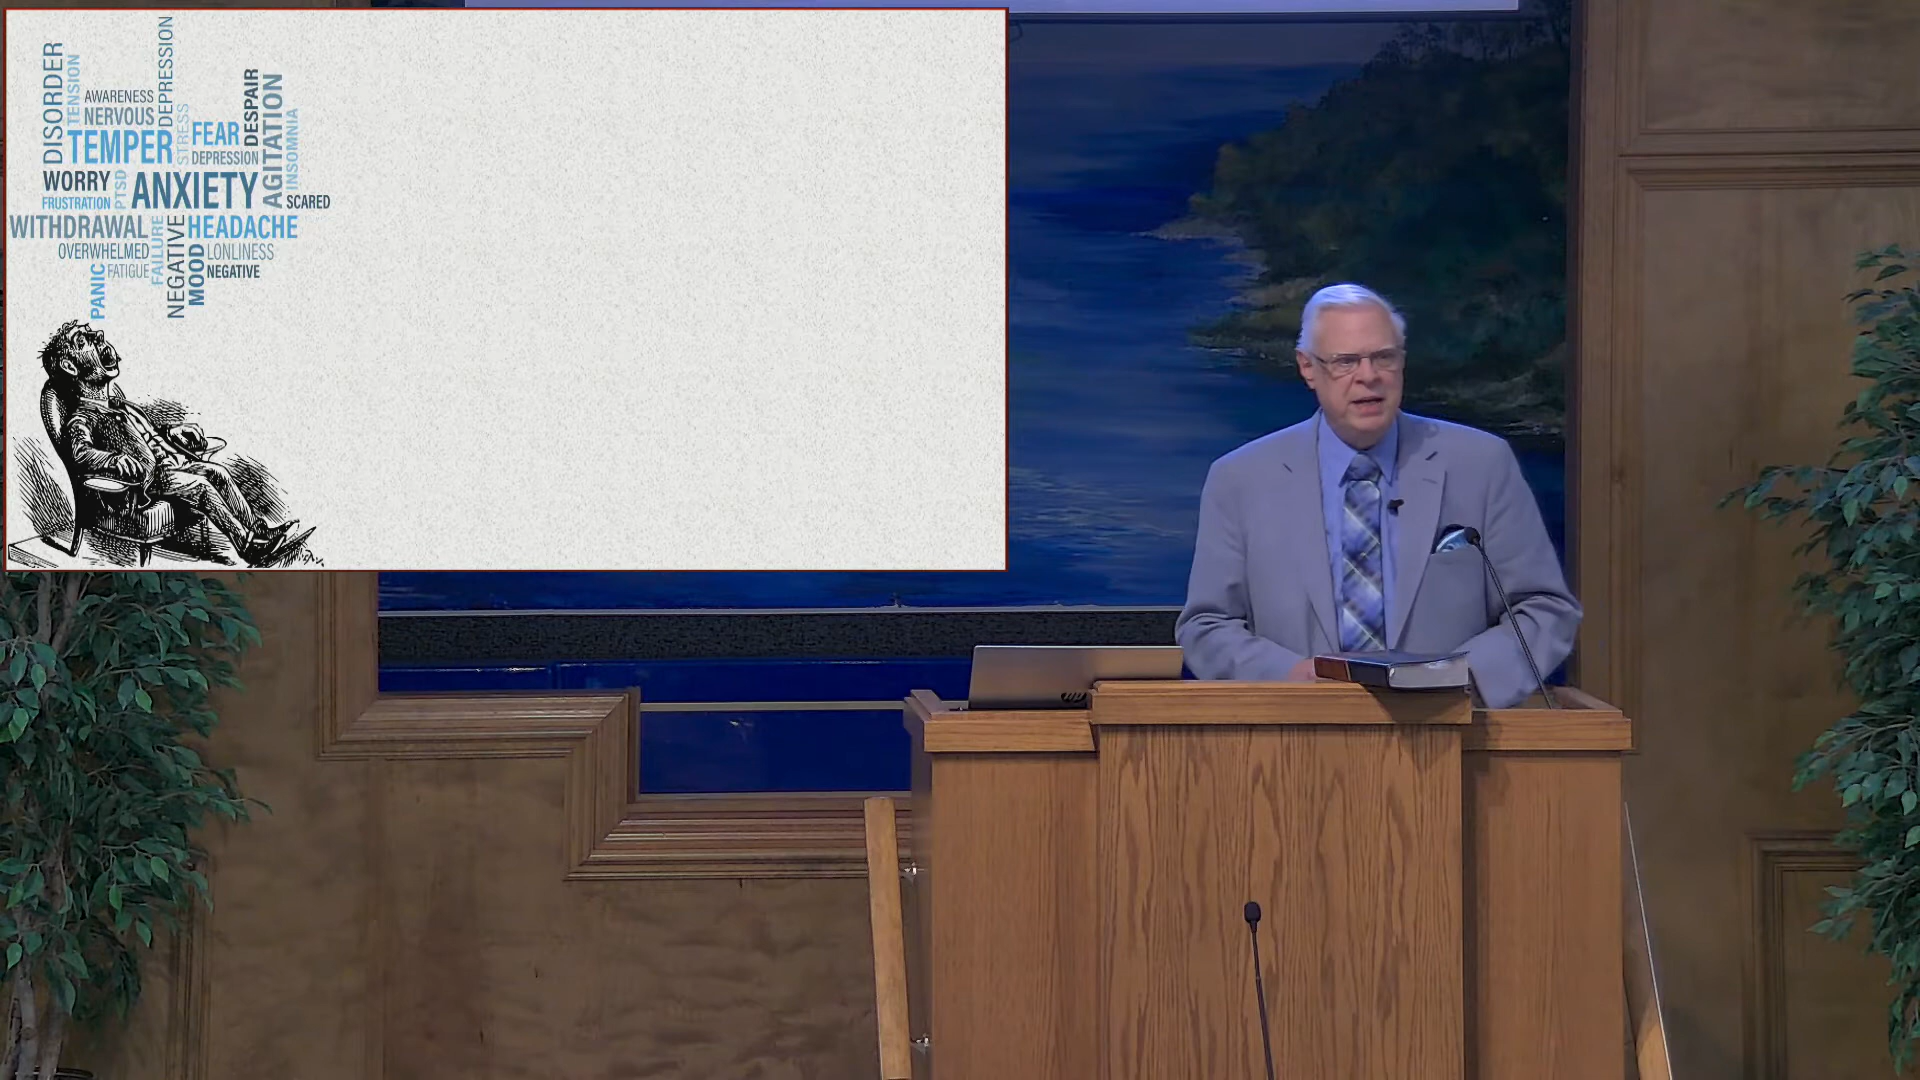 DISORDER
TENSION
DEPRESSION
AWARENESS
NERVOUS
TEMPER
STRESS
FEAR
DEPRESSION
DESPAIR
AGITATION
INSOMNIA
WORRY
PTSD
ANXIETY
SCARED
FRUSTRATION
WITHDRAWAL
FAILURE
NEGATIVE
HEADACHE
OVERWHELMED
MOOD
LONLINESS
PANIC
FATIGUE
NEGATIVE
hp